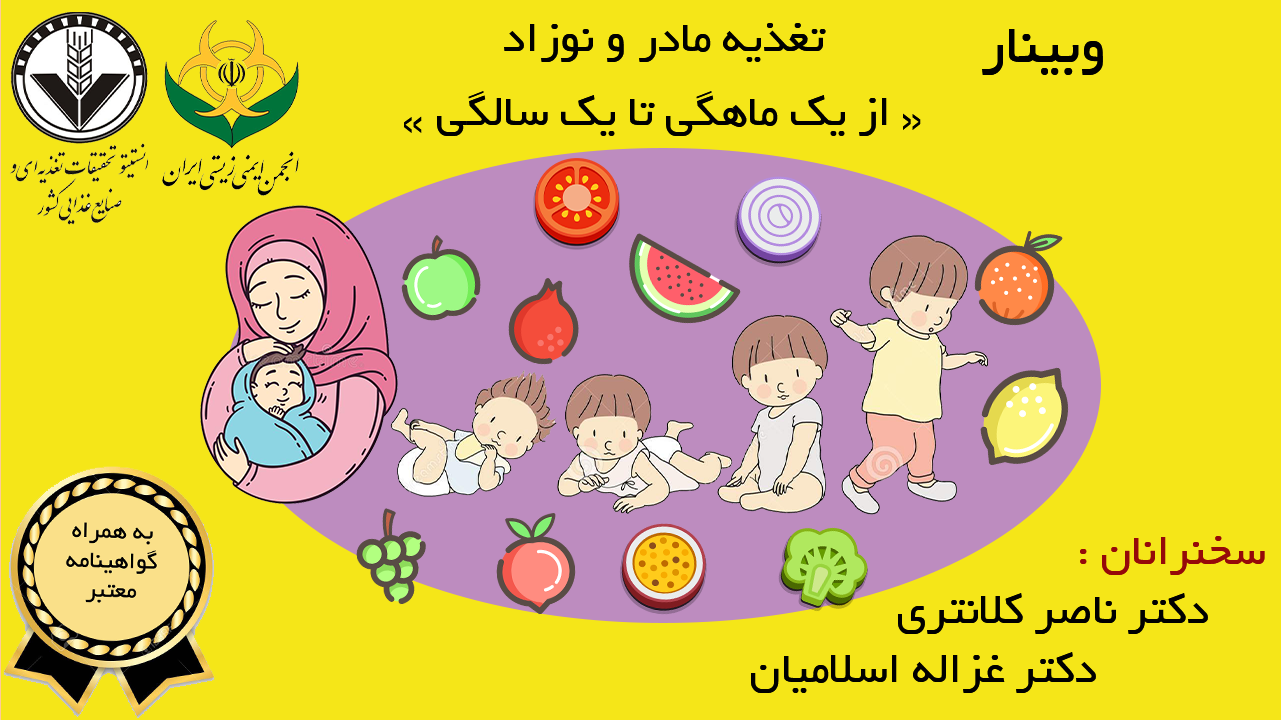 وبینار
تغذیه مادر و نوزاد
« از یک ماهگی تا یک سالگی »
انجمن ایمنی زیستی ایران
انستیتو تحقیقات تغذیه ای و
صنایع غذایی کشور
به همراه
گواهینامه
معتبر
سخنرانان :
دکتر ناصر کلانتری
دکتر غزاله اسلامیان